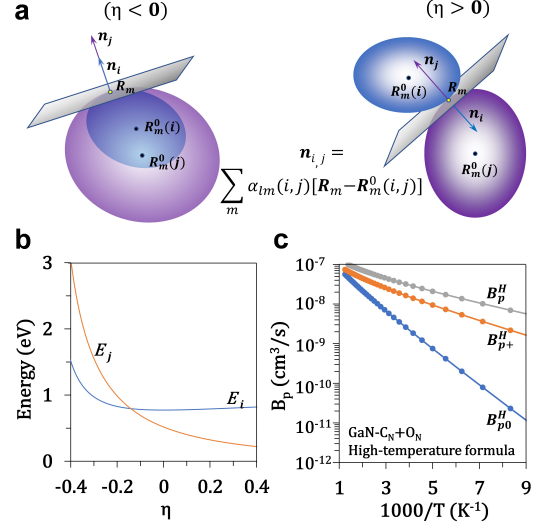 a
(η < 0)
(η > 0)
n_j
n_i
R_m
R_m^0(i)
R_m^0(j)
n_j
R_m
R_m^0(i)
n_i
R_m^0(j)
n_{i,j} =
∑_m α_{lm}(i,j)[R_m−R_m^0(i,j)]
b
c
3
2
1
0
Energy (eV)
E_j
E_i
-0.4
-0.2
0
0.2
0.4
η
10^-7
10^-8
10^-9
10^-10
10^-11
10^-12
B_p (cm^3/s)
B_p^H
B_{p+}^H
B_{p0}^H
GaN-C_N+O_N
High-temperature formula
1
3
5
7
9
1000/T (K^-1)